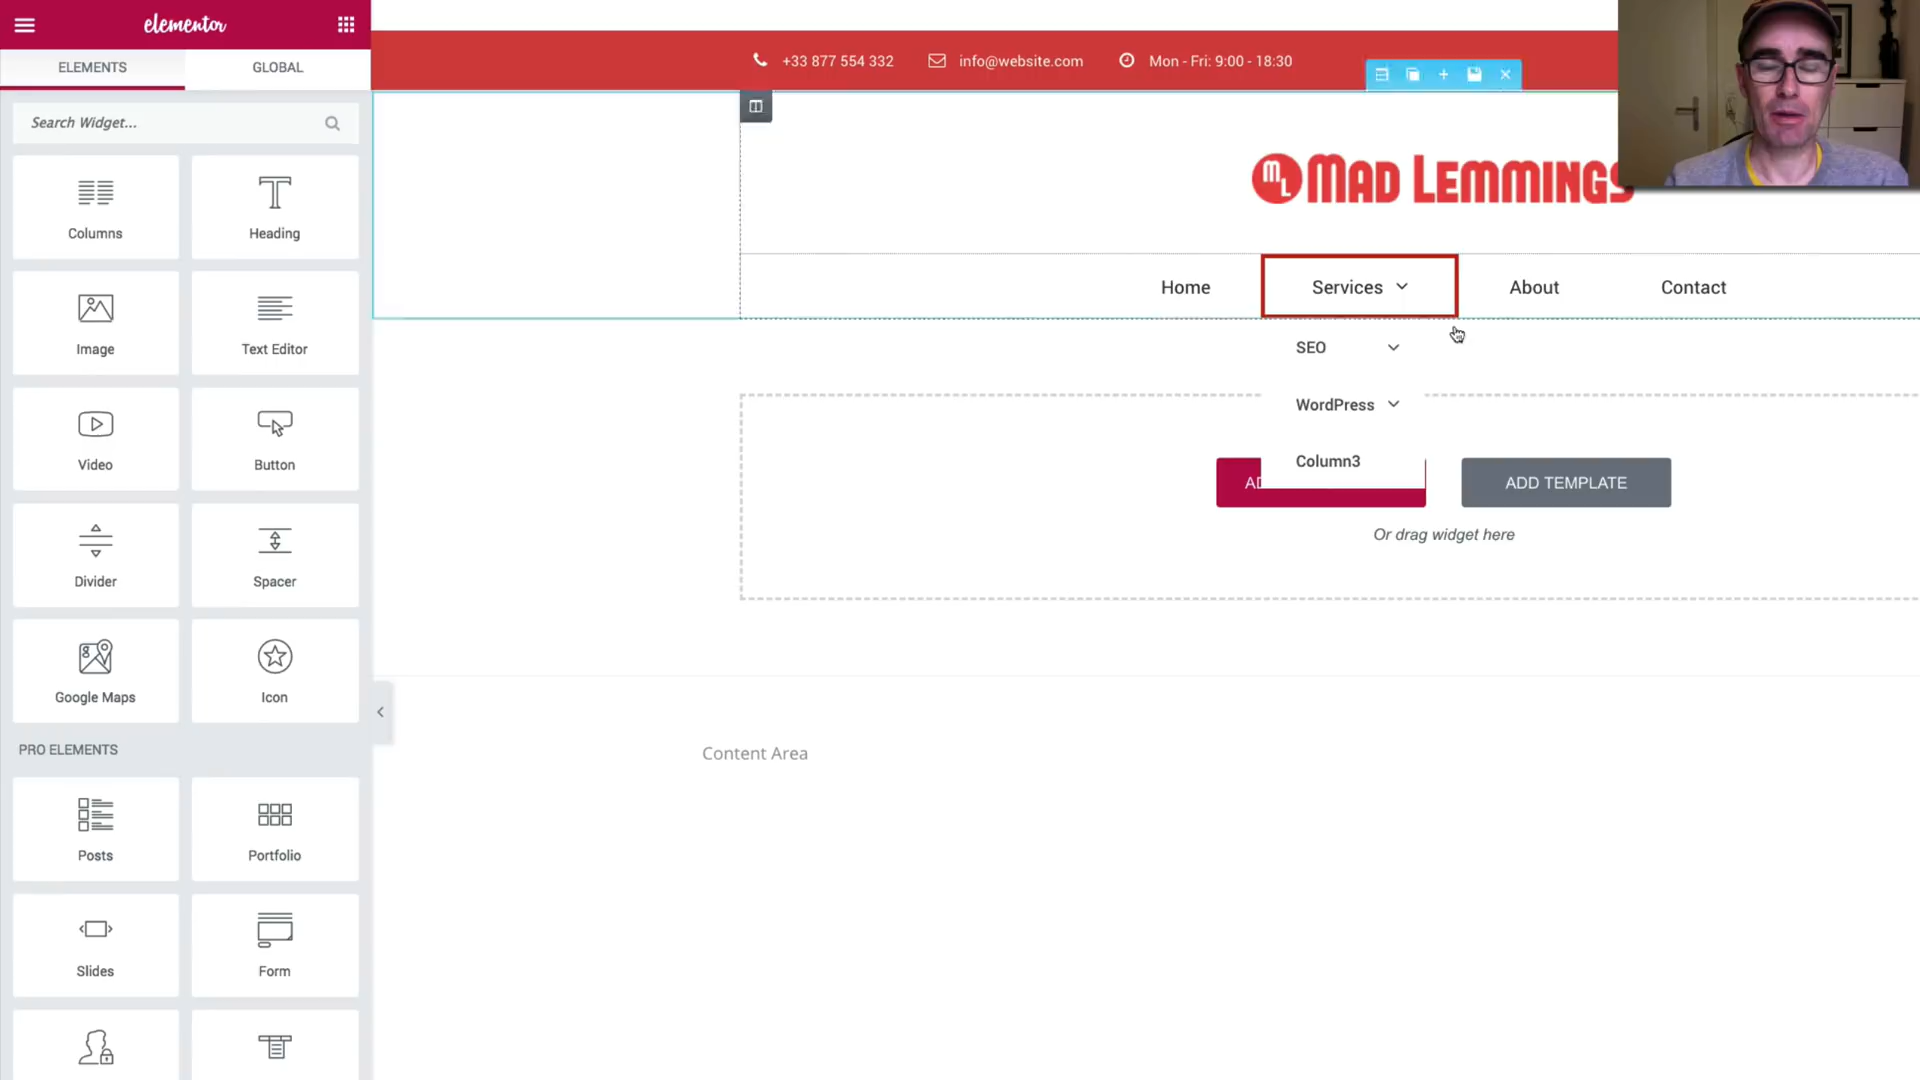 elementor
ELEMENTS
GLOBAL
Search Widget...
Columns
Heading
Image
Text Editor
Video
Button
Divider
Spacer
Google Maps
Icon
PRO ELEMENTS
Posts
Portfolio
Slides
Form
+33 877 554 332
info@website.com
Mon - Fri: 9:00 - 18:30
ML MAD LEMMINGS
Home
Services
About
Contact
SEO
WordPress
Column3
ADD TEMPLATE
Or drag widget here
Content Area